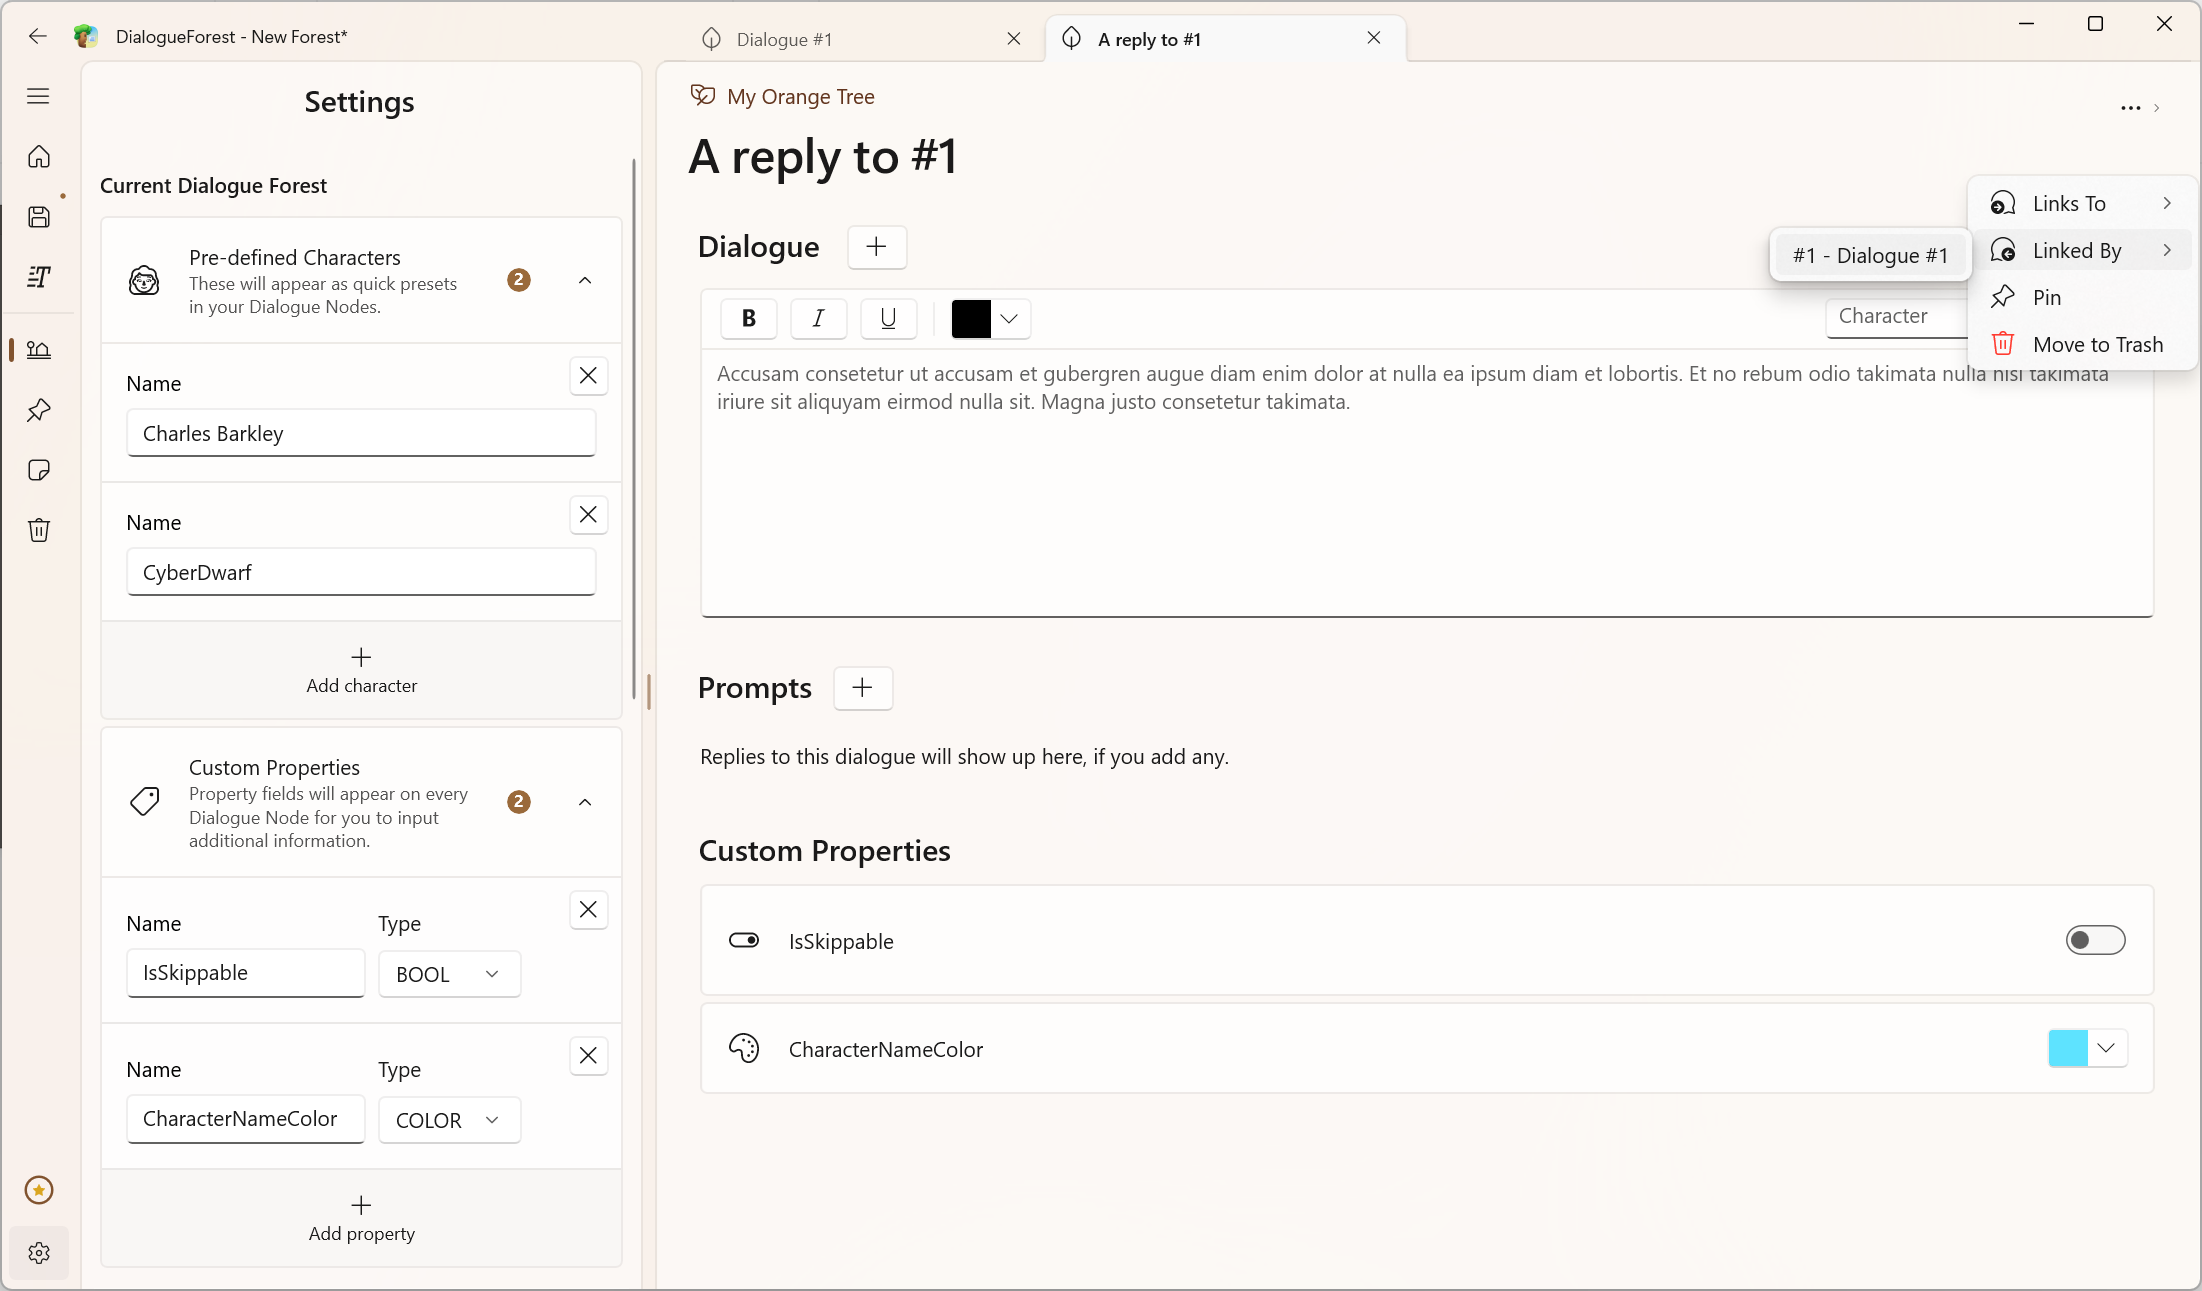 DialogueForest - New Forest*
Dialogue #1
A reply to #1
Settings
Current Dialogue Forest
Pre-defined Characters
These will appear as quick presets
in your Dialogue Nodes.
2
Name
Charles Barkley
Name
CyberDwarf
Add character
Custom Properties
Property fields will appear on every
Dialogue Node for you to input
additional information.
2
Name
Type
IsSkippable
BOOL
Name
Type
CharacterNameColor
COLOR
Add property
My Orange Tree
A reply to #1
Dialogue
B I U
Character
Links To
Linked By
#1 - Dialogue #1
Pin
Move to Trash
Accusam consetetur ut accusam et gubergren augue diam enim dolor at nulla ea ipsum diam et lobortis. Et no rebum odio takimata nulla nisl takimata
iriure sit aliquyam eirmod nulla sit. Magna justo consetetur takimata.
Prompts
Replies to this dialogue will show up here, if you add any.
Custom Properties
IsSkippable
CharacterNameColor